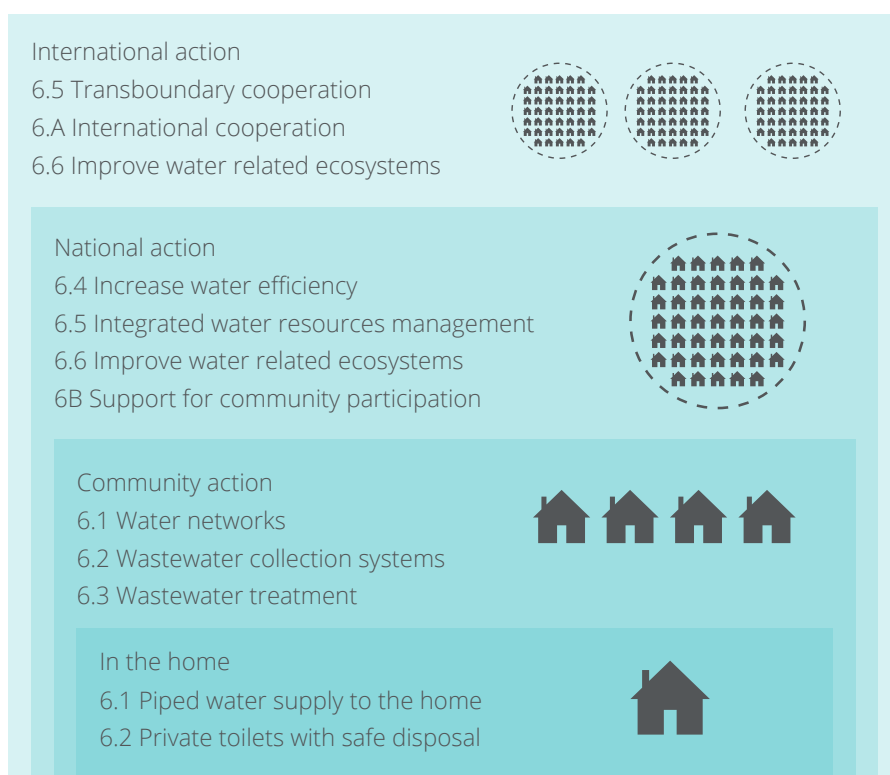 International action
6.5 Transboundary cooperation
6.A International cooperation
6.6 Improve water related ecosystems
National action
6.4 Increase water efficiency
6.5 Integrated water resources management
6.6 Improve water related ecosystems
6B Support for community participation
Community action
6.1 Water networks
6.2 Wastewater collection systems
6.3 Wastewater treatment
In the home
6.1 Piped water supply to the home
6.2 Private toilets with safe disposal